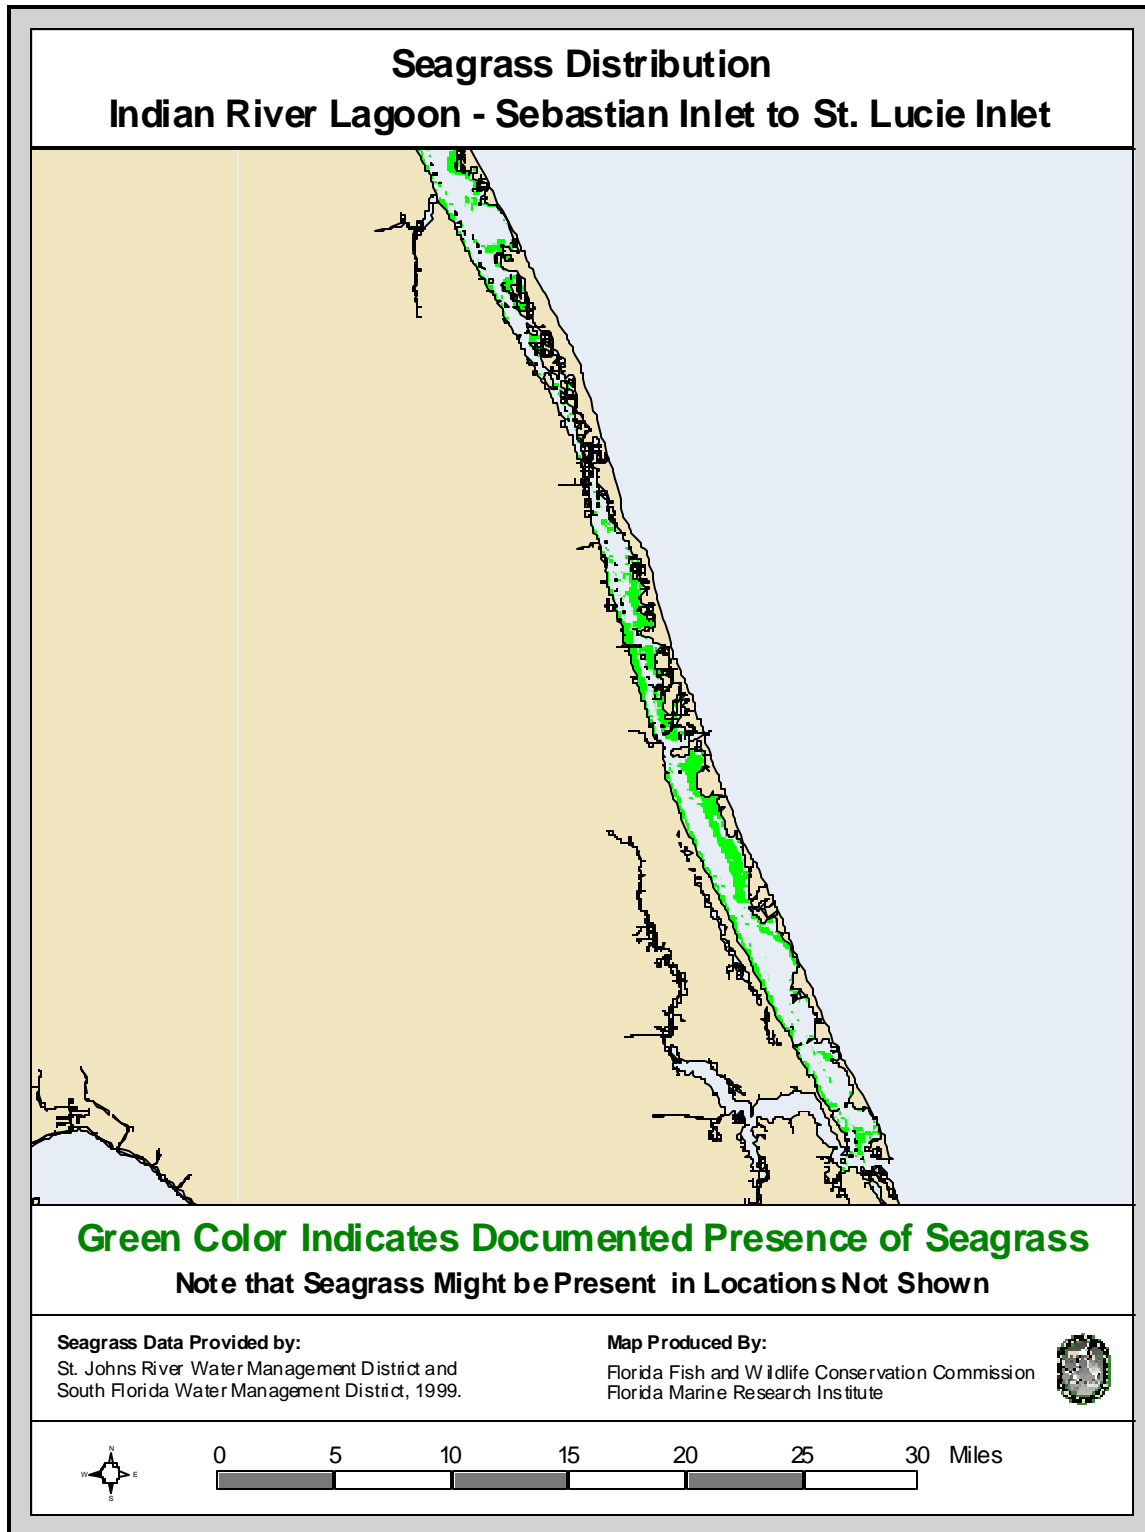 Seagrass Distribution
Indian River Lagoon - Sebastian Inlet to St. Lucie Inlet
Green Color Indicates Documented Presence of Seagrass
Note that Seagrass Might be Present in Locations Not Shown
Seagrass Data Provided by:
St. Johns River Water Management District and
South Florida Water Management District, 1999.
Map Produced By:
Florida Fish and Wildlife Conservation Commission
Florida Marine Research Institute
N
W E
S
0 5 10 15 20 25 30 Miles